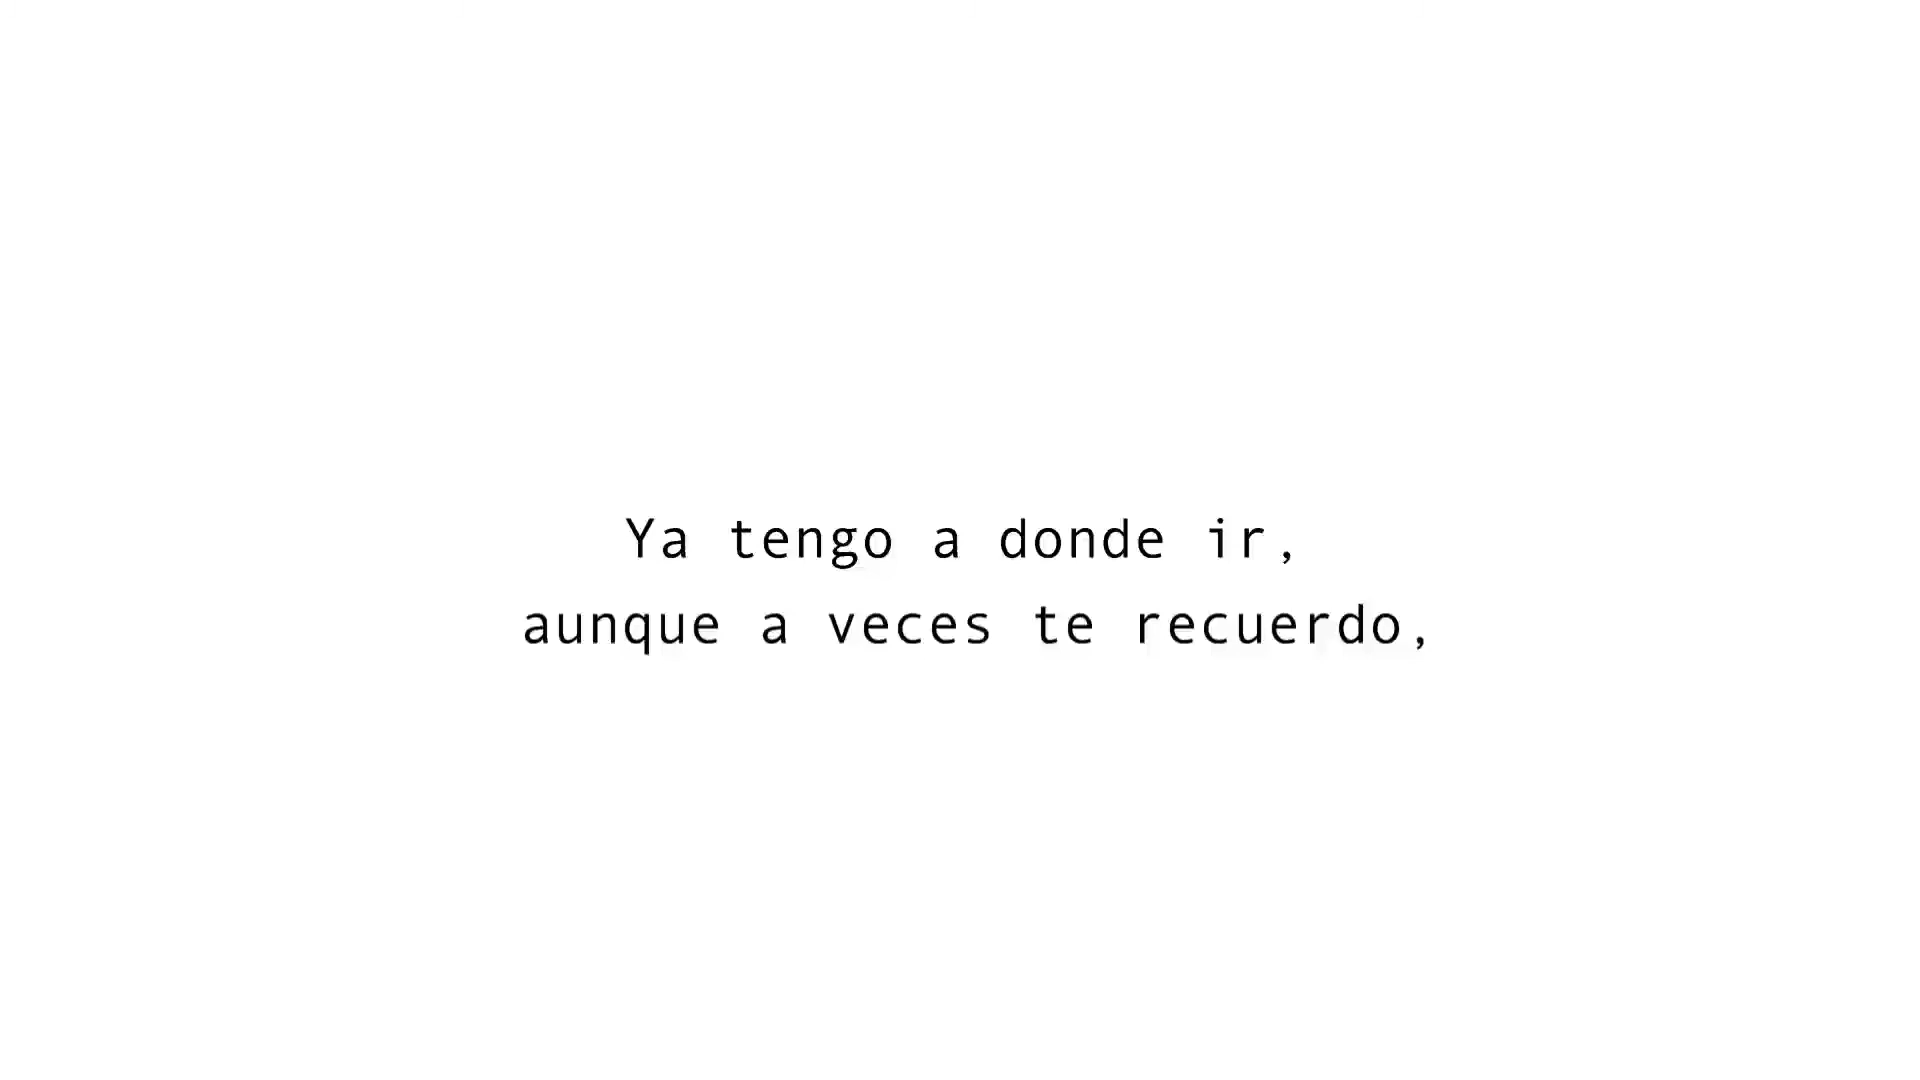 Ya tengo a donde ir,
aunque a veces te recuerdo,